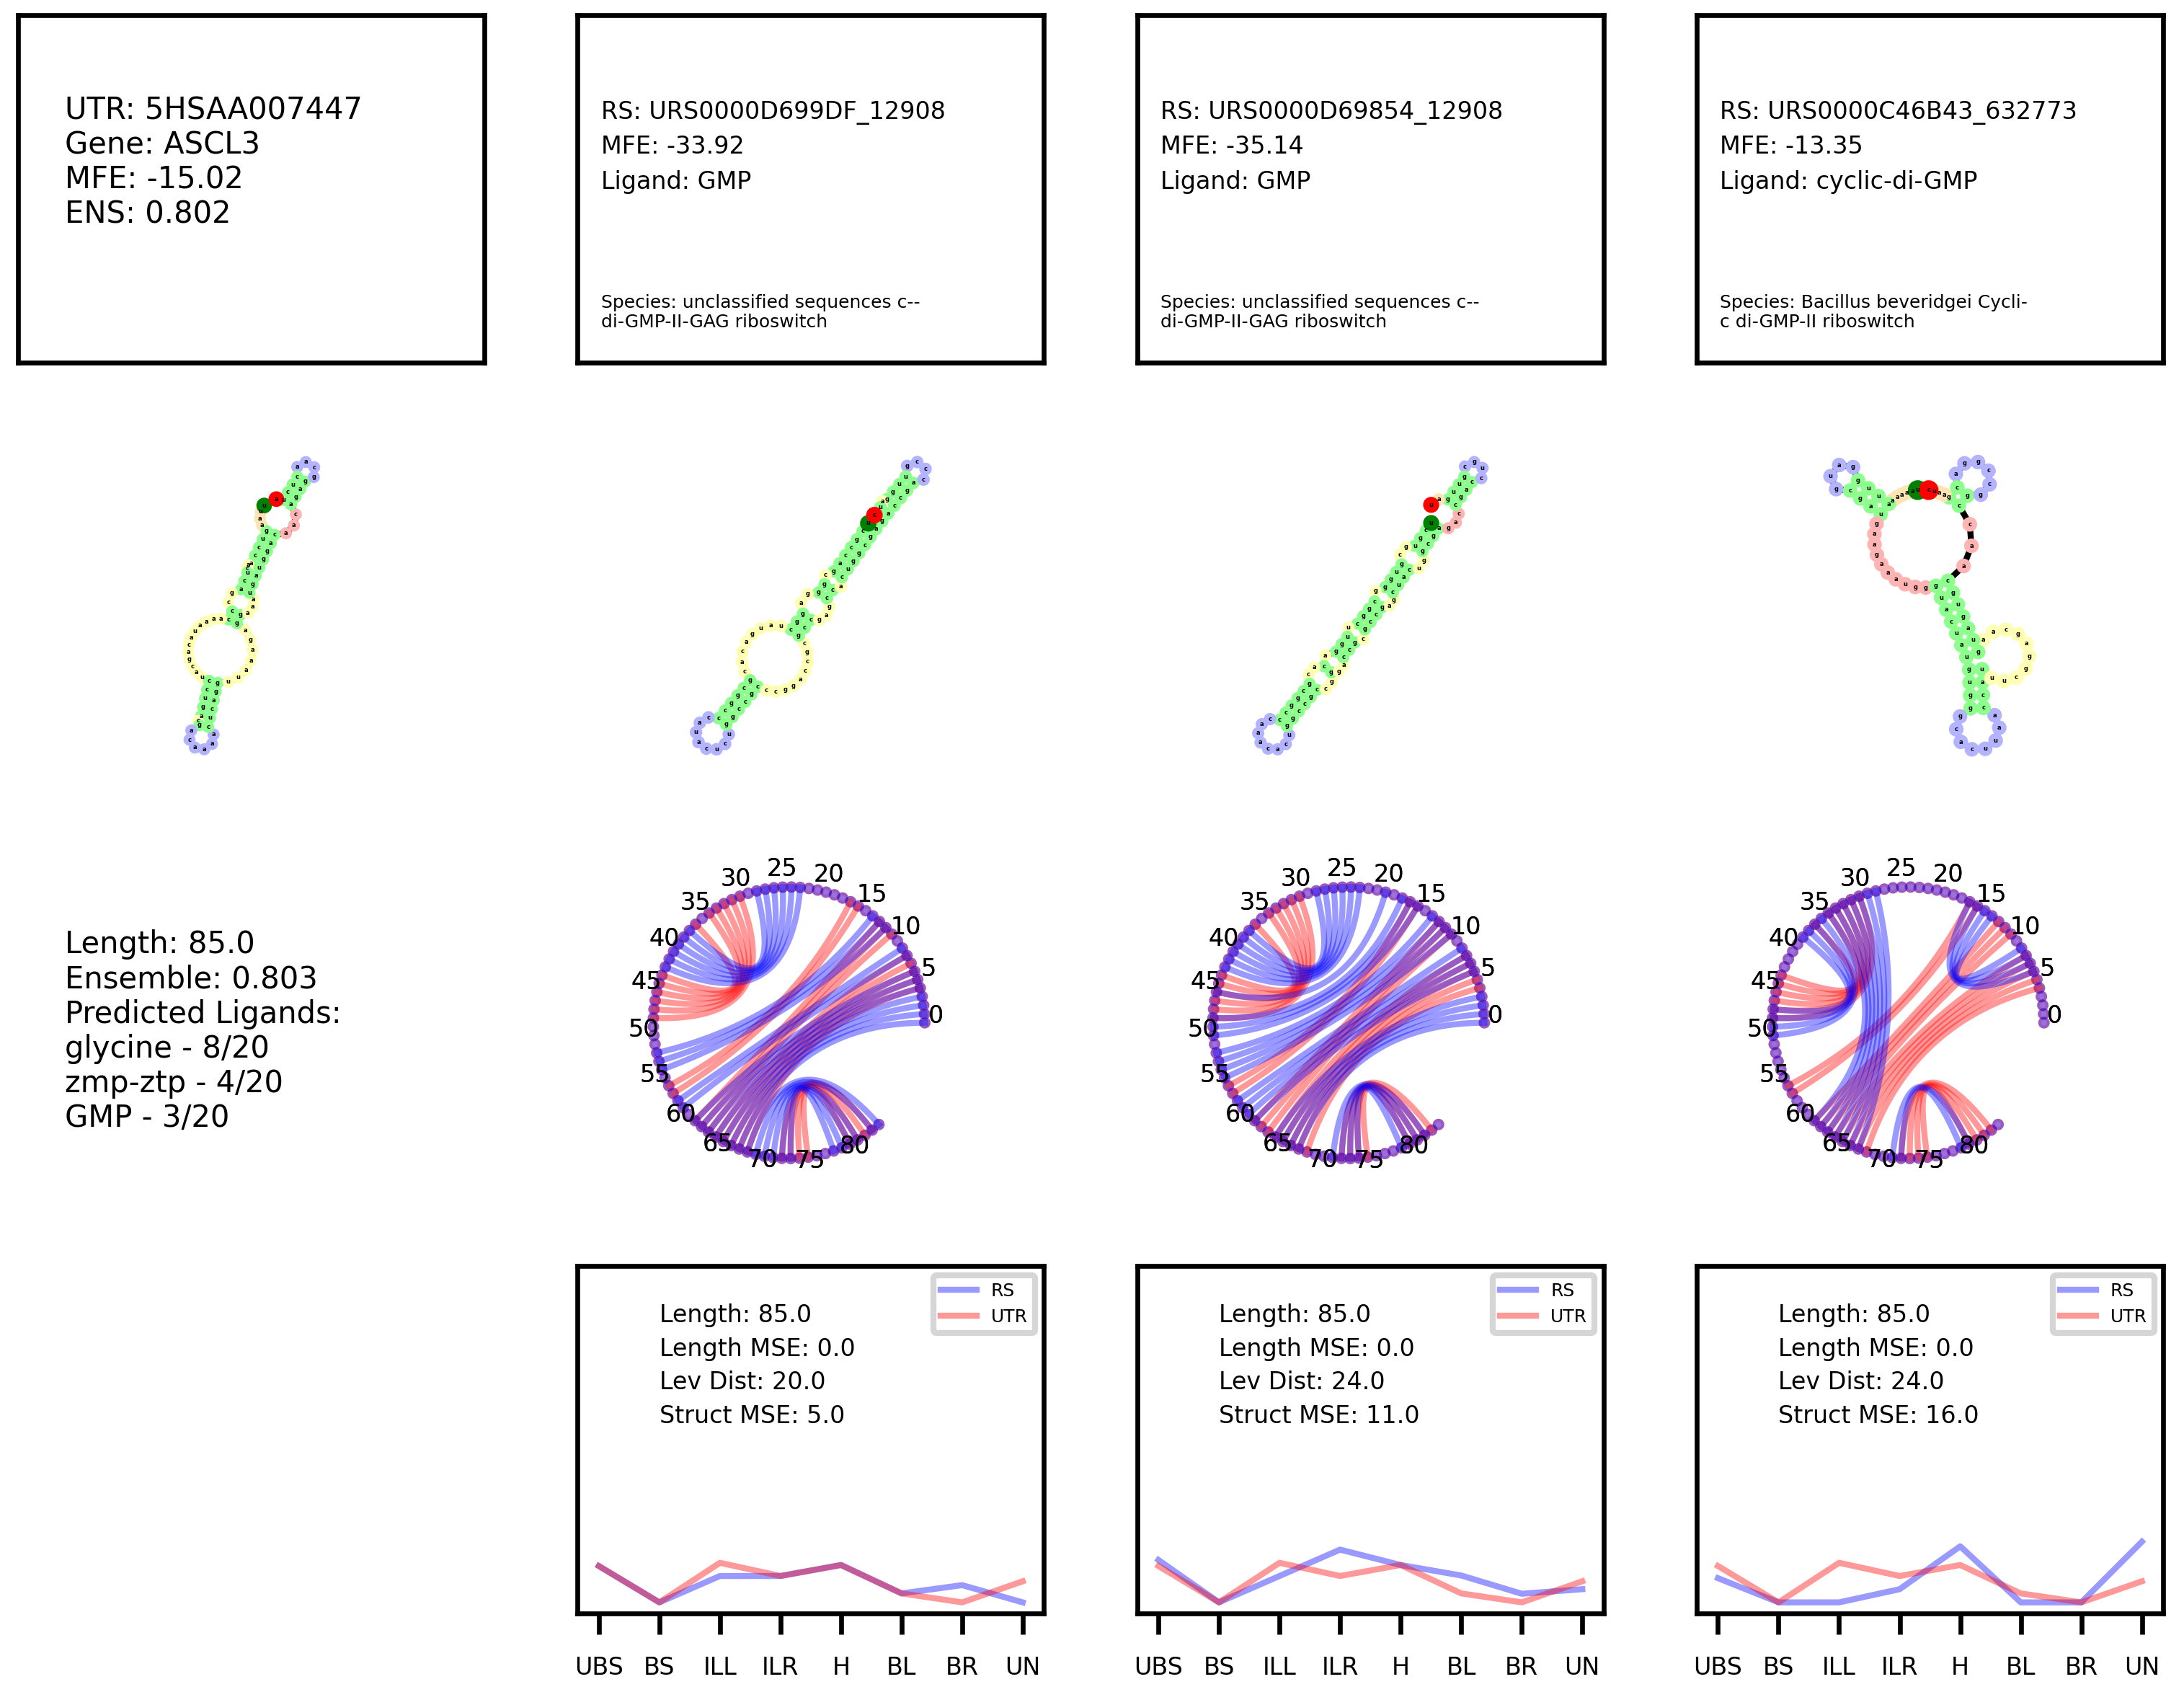 UTR: 5HSAA007447
Gene: ASCL3
MFE: -15.02
ENS: 0.802
RS: URS0000D699DF_12908
MFE: -33.92
Ligand: GMP
Species: unclassified sequences c--
di-GMP-II-GAG riboswitch
RS: URS0000D69854_12908
MFE: -35.14
Ligand: GMP
Species: unclassified sequences c--
di-GMP-II-GAG riboswitch
RS: URS0000C46B43_632773
MFE: -13.35
Ligand: cyclic-di-GMP
Species: Bacillus beveridgei Cycli-
c di-GMP-II riboswitch
Length: 85.0
Ensemble: 0.803
Predicted Ligands:
glycine - 8/20
zmp-ztp - 4/20
GMP - 3/20
0 5 10 15 20 25 30 35 40 45 50 55 60 65 70 75 80
0 5 10 15 20 25 30 35 40 45 50 55 60 65 70 75 80
0 5 10 15 20 25 30 35 40 45 50 55 60 65 70 75 80
RS
UTR
Length: 85.0
Length MSE: 0.0
Lev Dist: 20.0
Struct MSE: 5.0
UBS BS ILL ILR H BL BR UN
RS
UTR
Length: 85.0
Length MSE: 0.0
Lev Dist: 24.0
Struct MSE: 11.0
UBS BS ILL ILR H BL BR UN
RS
UTR
Length: 85.0
Length MSE: 0.0
Lev Dist: 24.0
Struct MSE: 16.0
UBS BS ILL ILR H BL BR UN